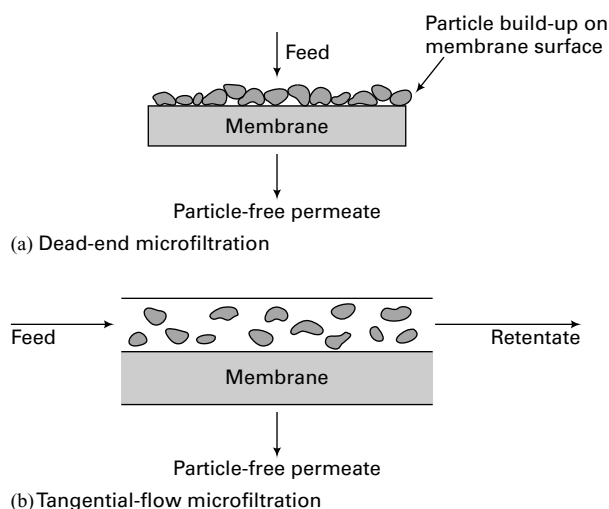 Particle build-up on
membrane surface
Feed
Membrane
Particle-free permeate
(a) Dead-end microfiltration
Feed
Retentate
Membrane
Particle-free permeate
(b) Tangential-flow microfiltration